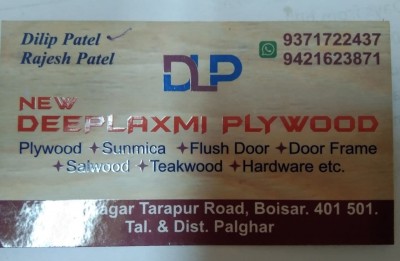 Dilip Patel
Rajesh Patel
9371722437
9421623871
DLP
NEW
DEEPLAXMI PLYWOOD
Plywood ✦Sunmica ✦Flush Door ✦Door Frame
✦Salwood ✦Teakwood ✦Hardware etc.
Tarapur Road, Boisar. 401 501.
Tal. & Dist. Palghar